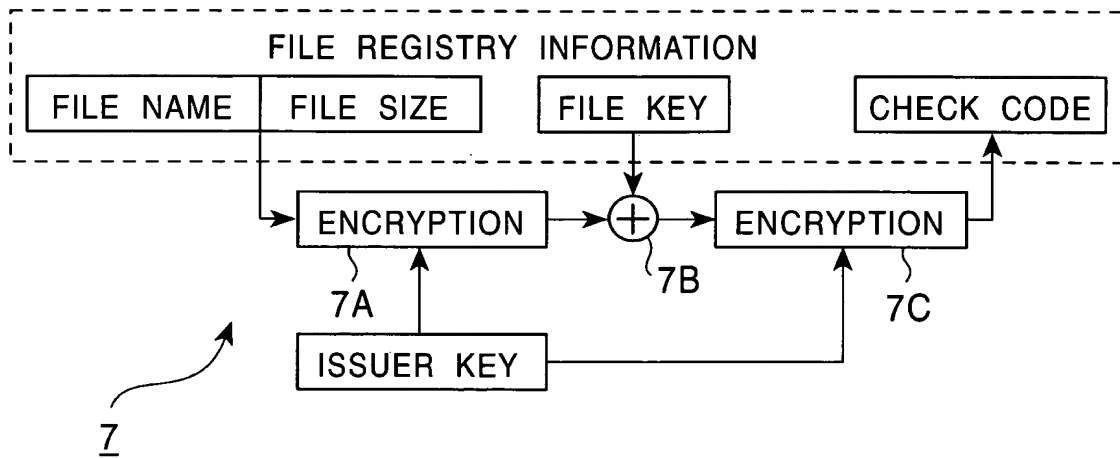 FILE REGISTRY INFORMATION
FILE NAME FILE SIZE FILE KEY CHECK CODE
ENCRYPTION ENCRYPTION
7A 7B 7C
ISSUER KEY
7